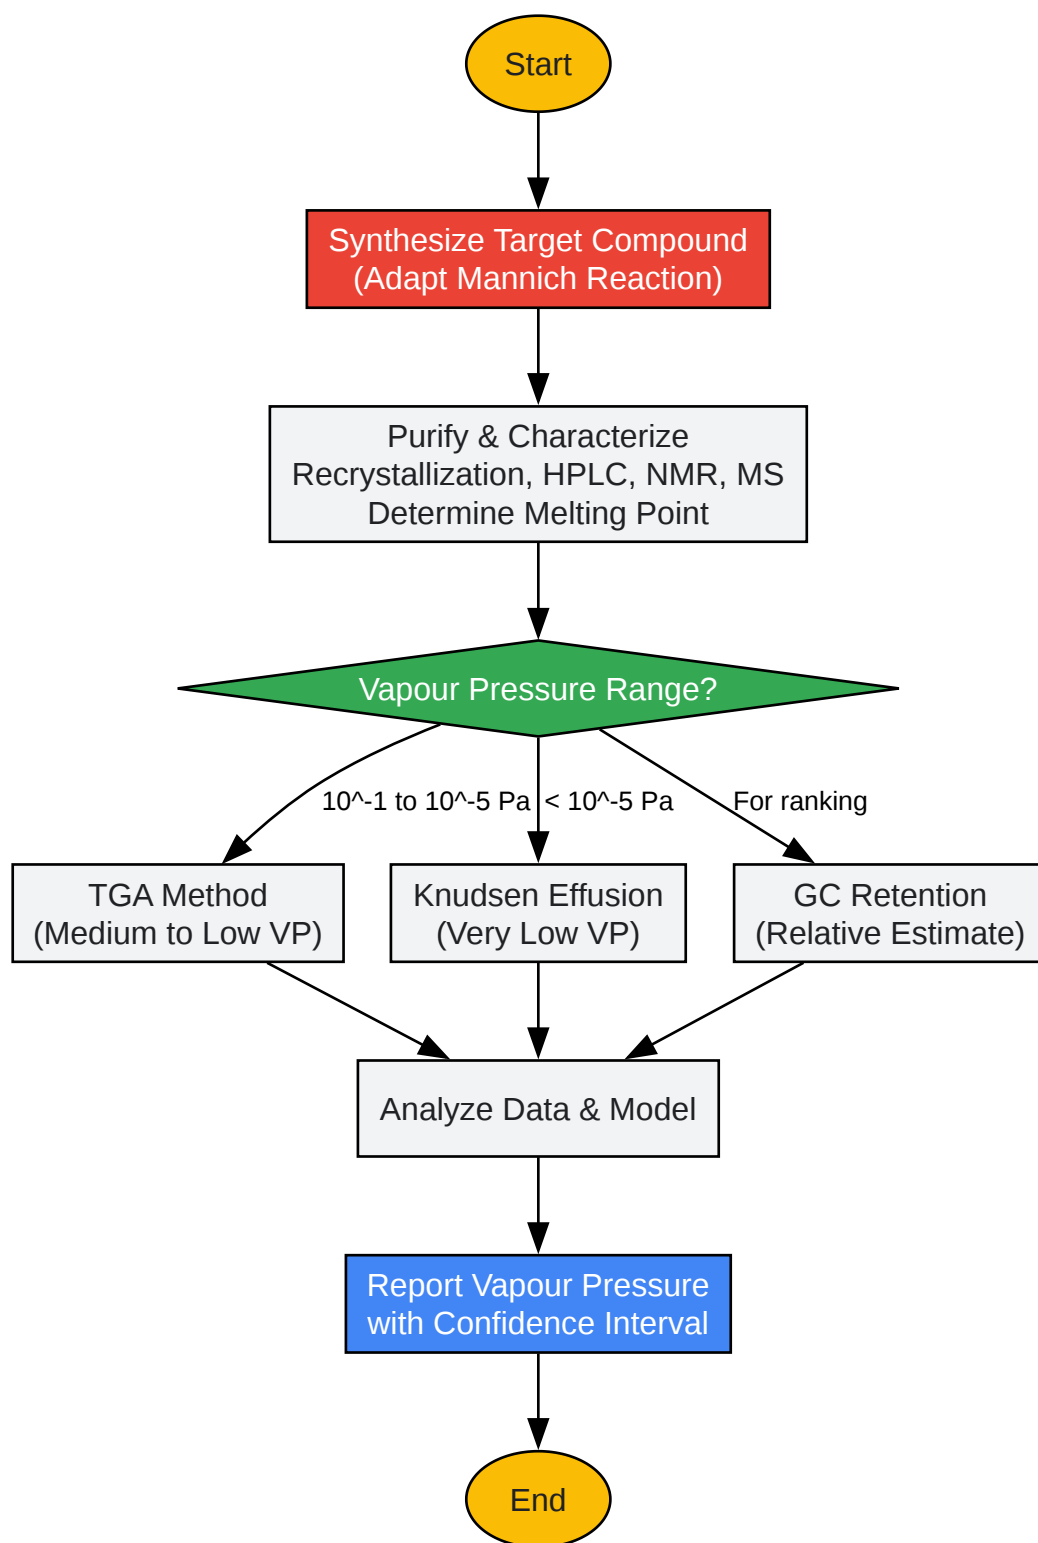 Start
Synthesize Target Compound
(Adapt Mannich Reaction)
Purify & Characterize
Recrystallization, HPLC, NMR, MS
Determine Melting Point
Vapour Pressure Range?
10^-1 to 10^-5 Pa
< 10^-5 Pa
For ranking
TGA Method
(Medium to Low VP)
Knudsen Effusion
(Very Low VP)
GC Retention
(Relative Estimate)
Analyze Data & Model
Report Vapour Pressure
with Confidence Interval
End